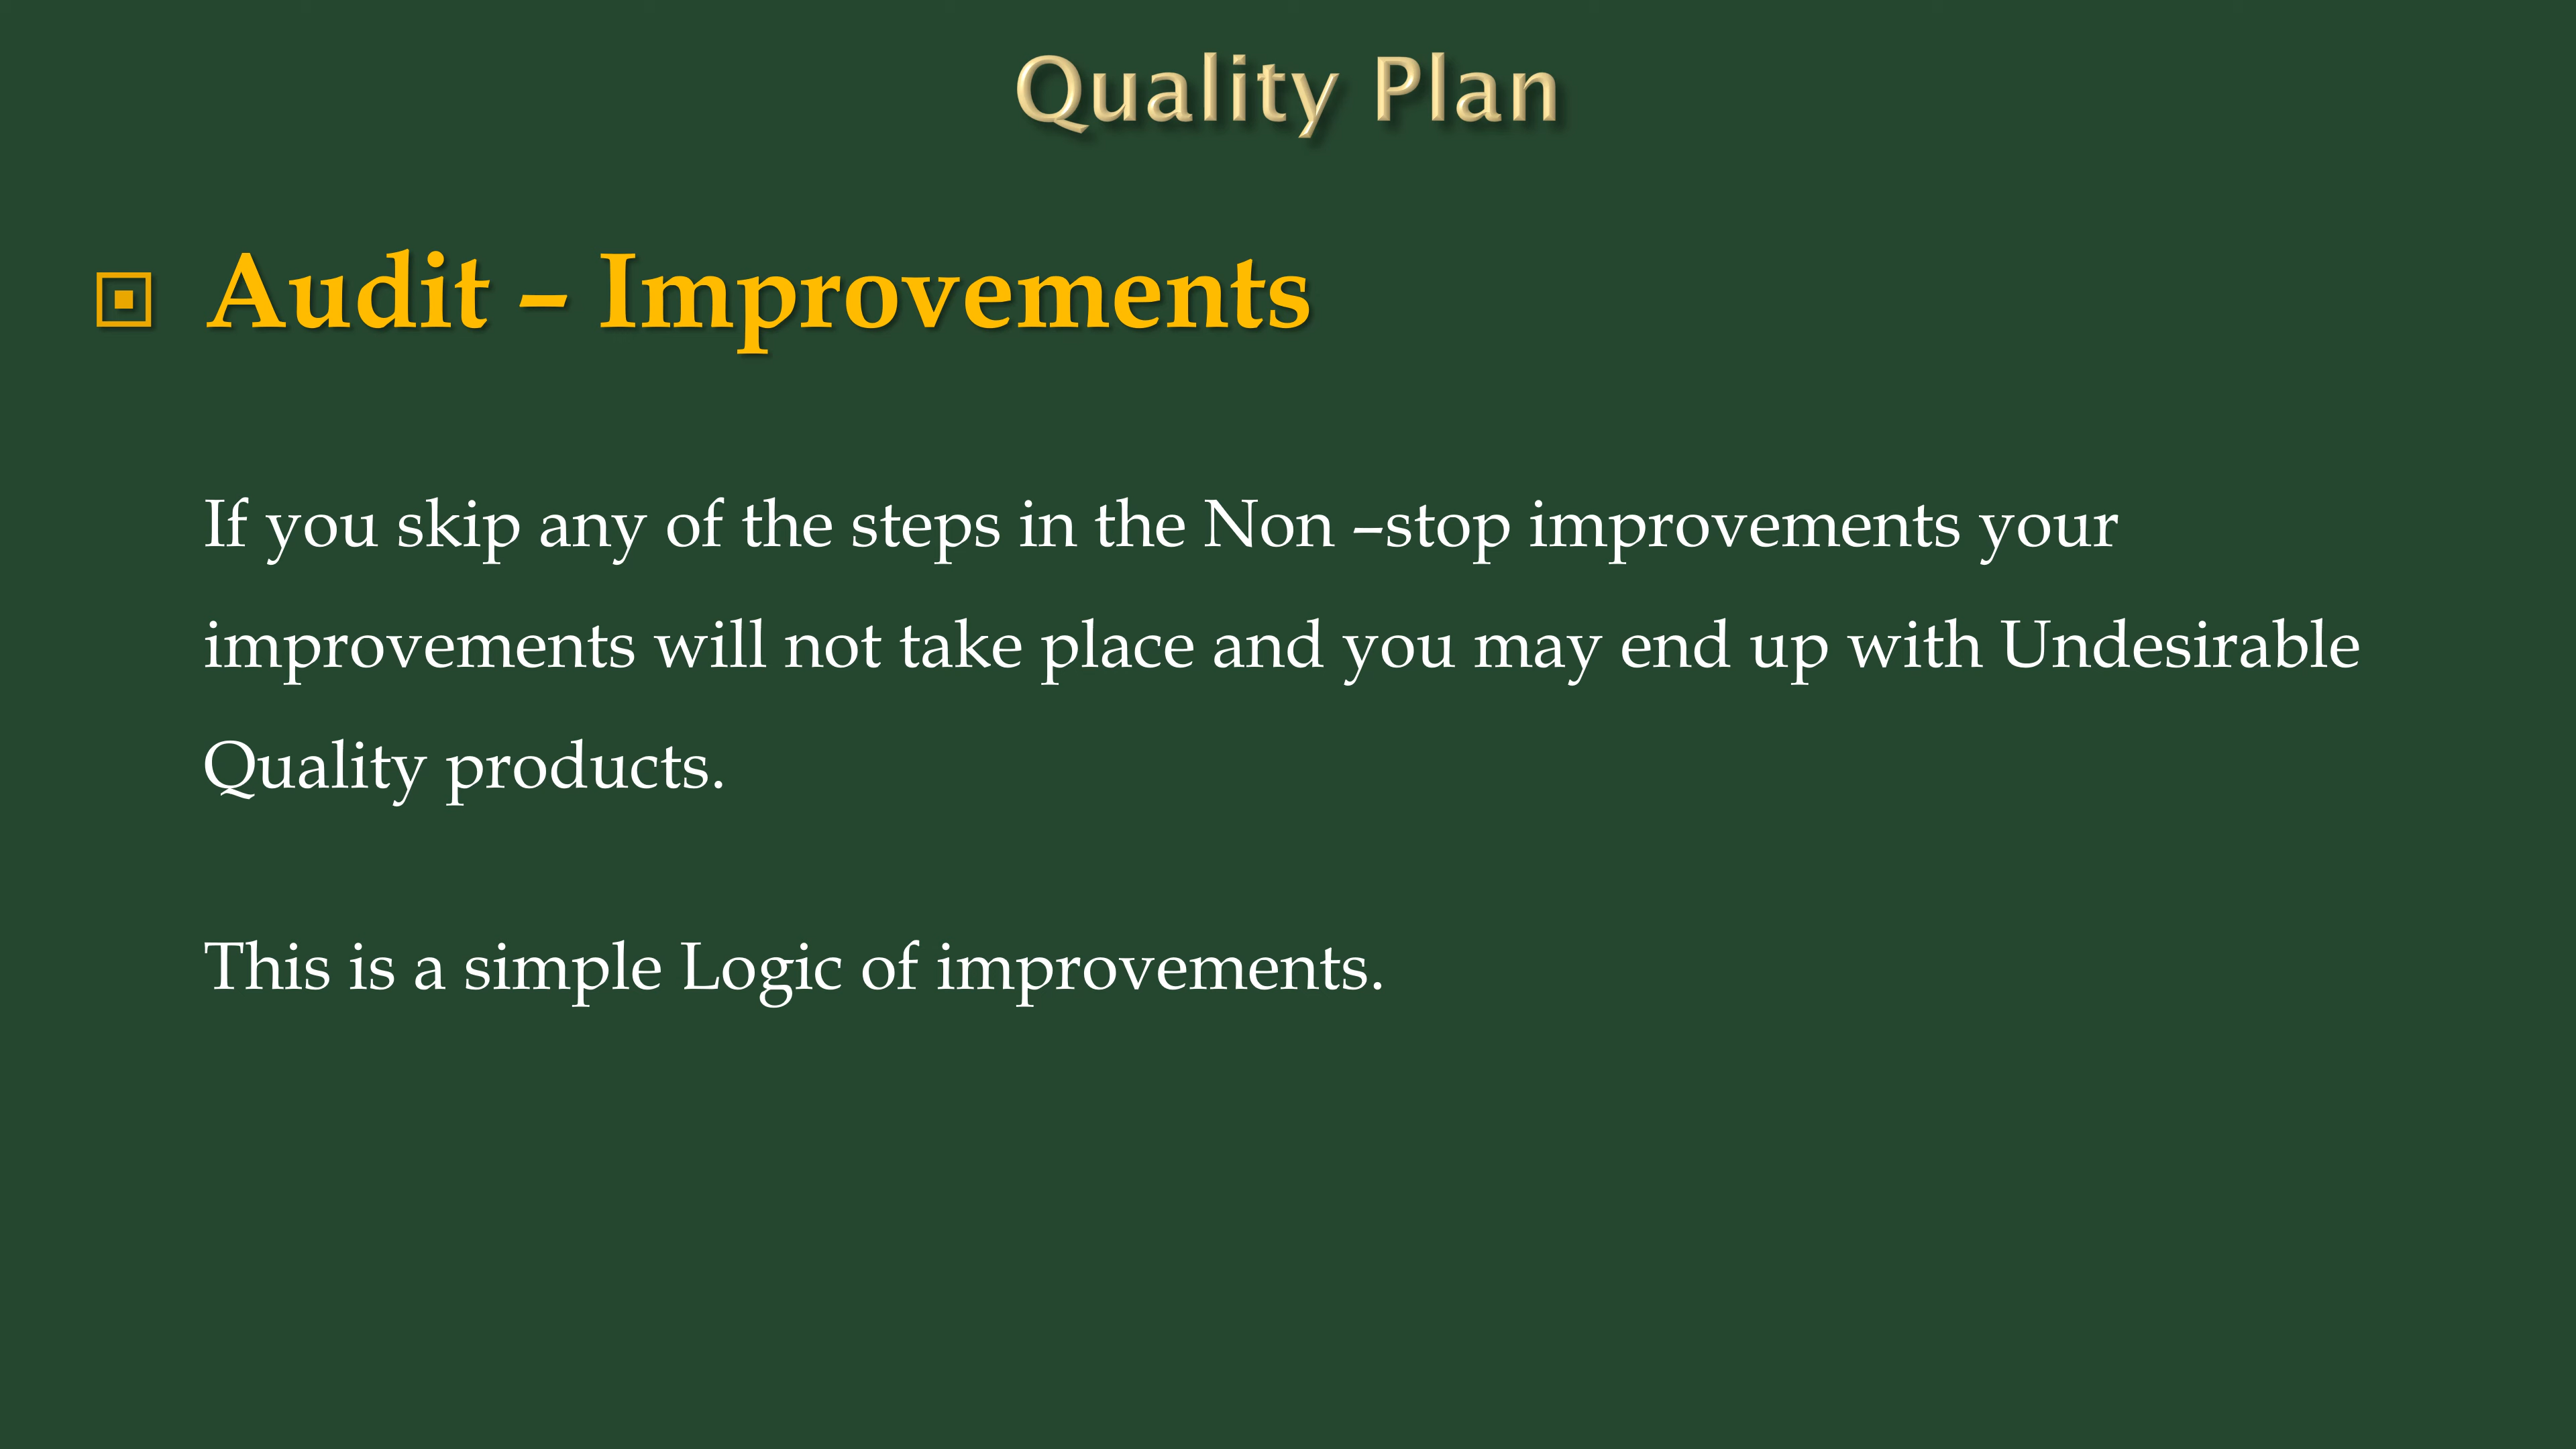 Quality Plan
Audit – Improvements
If you skip any of the steps in the Non –stop improvements your
improvements will not take place and you may end up with Undesirable
Quality products.
This is a simple Logic of improvements.